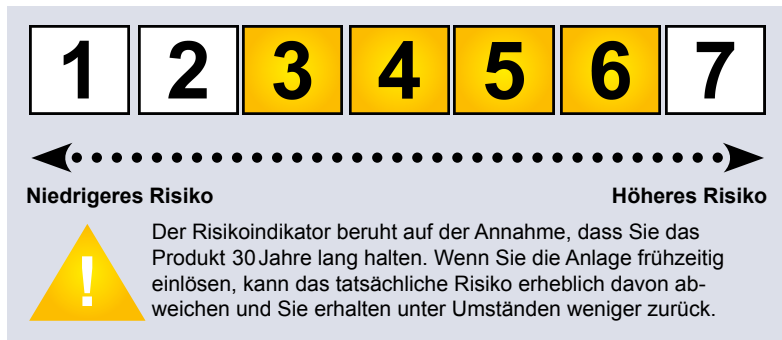 1 2 3 4 5 6 7
Niedrigeres Risiko Höheres Risiko
!
Der Risikoindikator beruht auf der Annahme, dass Sie das
Produkt 30 Jahre lang halten. Wenn Sie die Anlage frühzeitig
einlösen, kann das tatsächliche Risiko erheblich davon ab-
weichen und Sie erhalten unter Umständen weniger zurück.